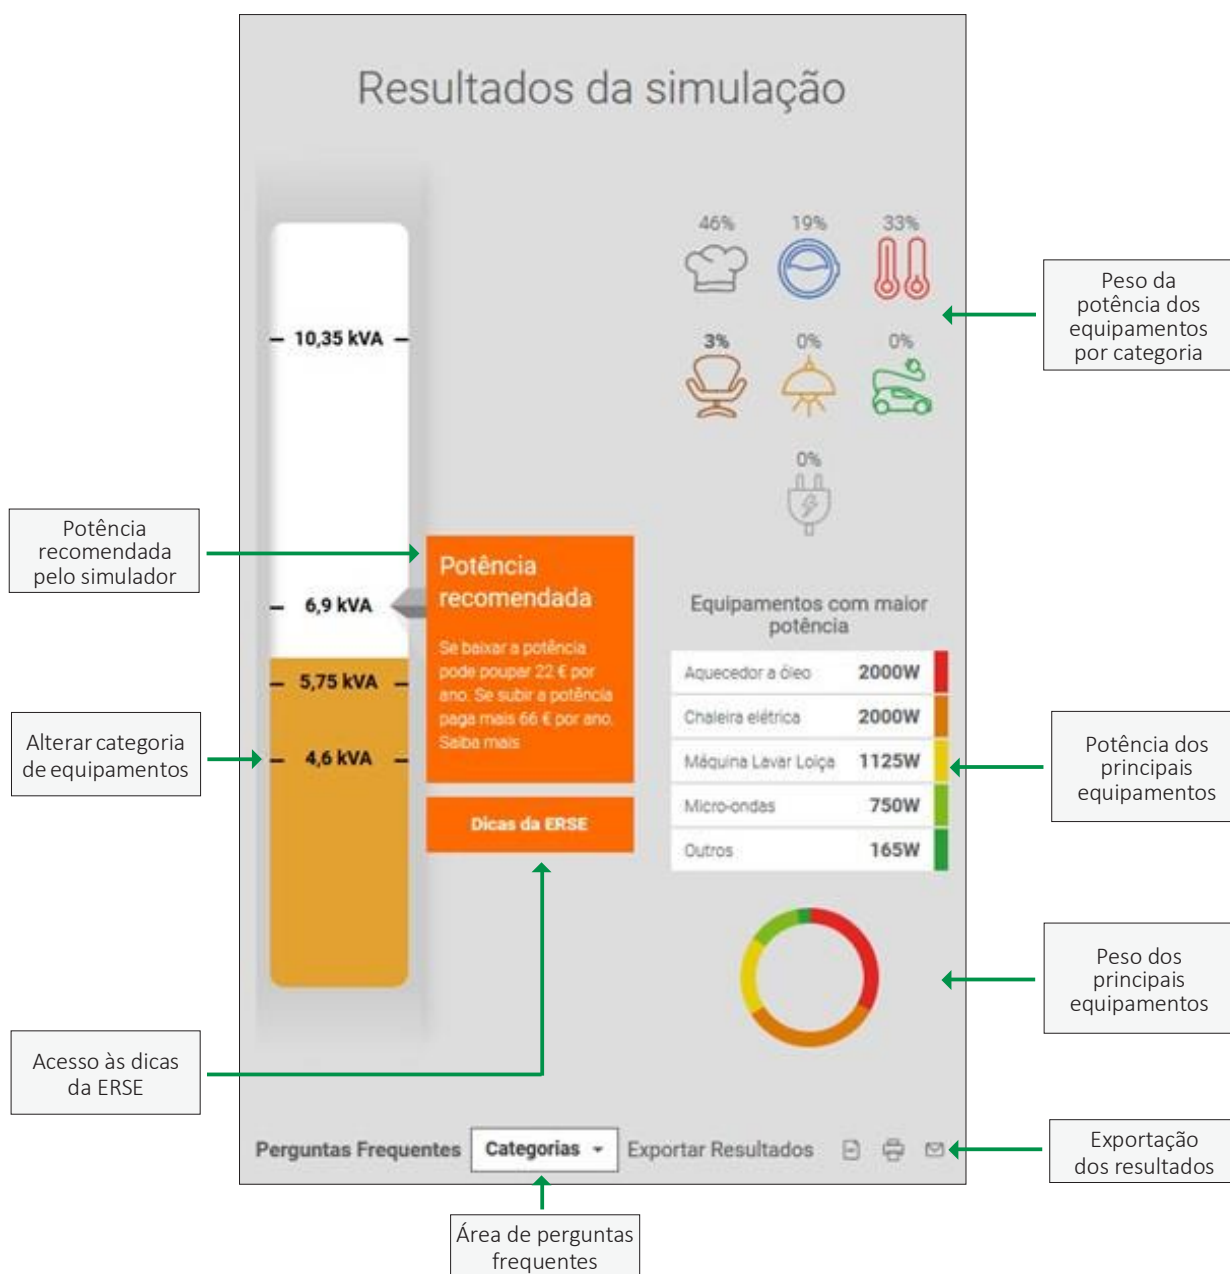 Resultados da simulação
46%
19%
33%
3%
0%
0%
0%
10,35 kVA
6,9 kVA
5,75 kVA
4,6 kVA
Potência
recomendada
Se baixar a potência
pode poupar 22 € por
ano. Se subir a potência
paga mais 66 € por ano.
Saiba mais
Dicas da ERSE
Equipamentos com maior
potência
Aquecedor a óleo 2000W
Chaleira elétrica 2000W
Máquina Lavar Loiça 1125W
Micro-ondas 750W
Outros 165W
Perguntas Frequentes Categorias Exportar Resultados
Potência
recomendada
pelo simulador
Alterar categoria
de equipamentos
Acesso às dicas
da ERSE
Área de perguntas
frequentes
Peso da
potência dos
equipamentos
por categoria
Potência dos
principais
equipamentos
Peso dos
principais
equipamentos
Exportação
dos resultados